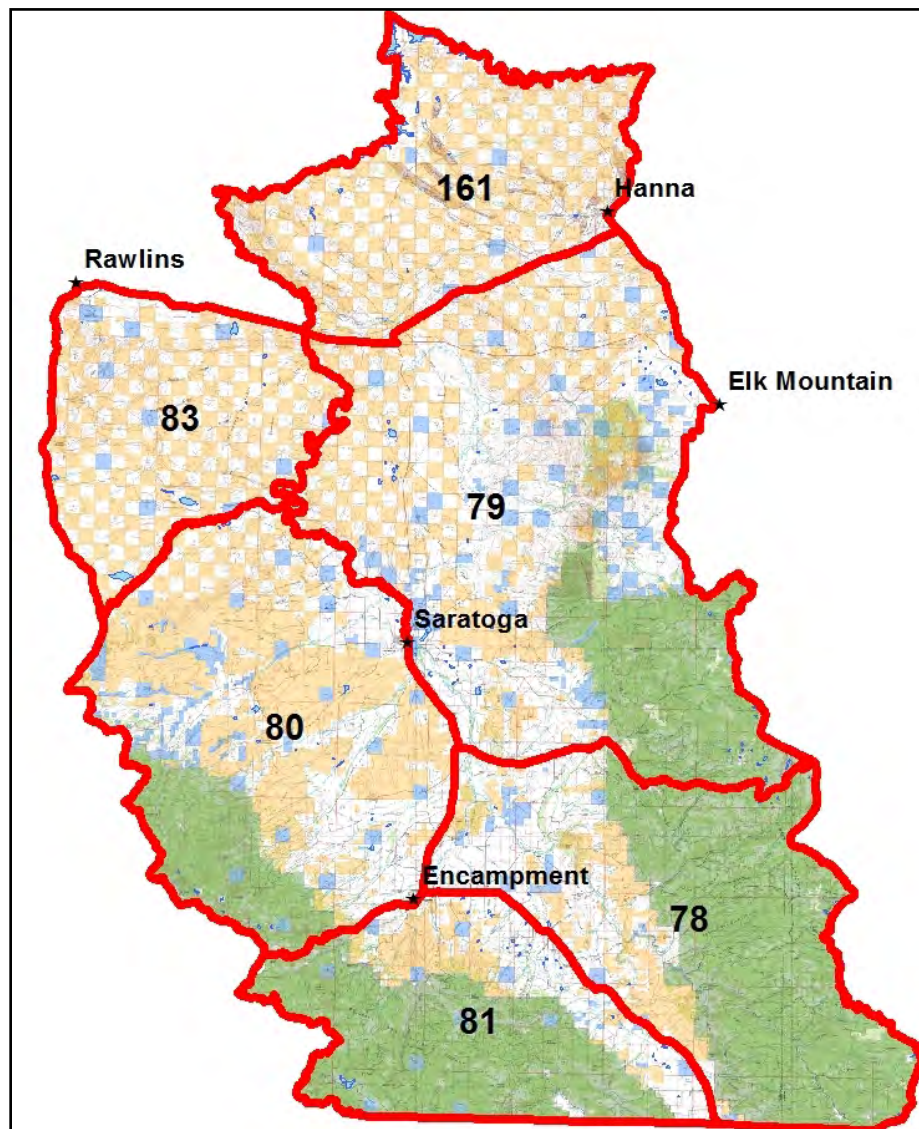 161
Hanna
Rawlins
Elk Mountain
83
79
Saratoga
80
Encampment
78
81